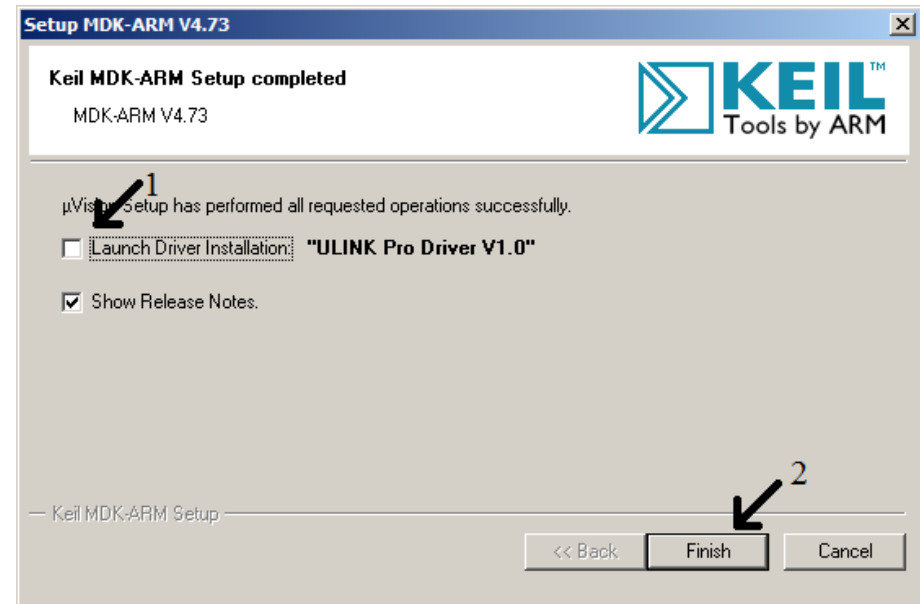 Setup MDK-ARM V4.73
Keil MDK-ARM Setup completed
MDK-ARM V4.73
KEIL™
Tools by ARM
1
µVision Setup has performed all requested operations successfully.
Launch Driver Installation: "ULINK Pro Driver V1.0"
Show Release Notes.
2
Keil MDK-ARM Setup
<< Back Finish Cancel